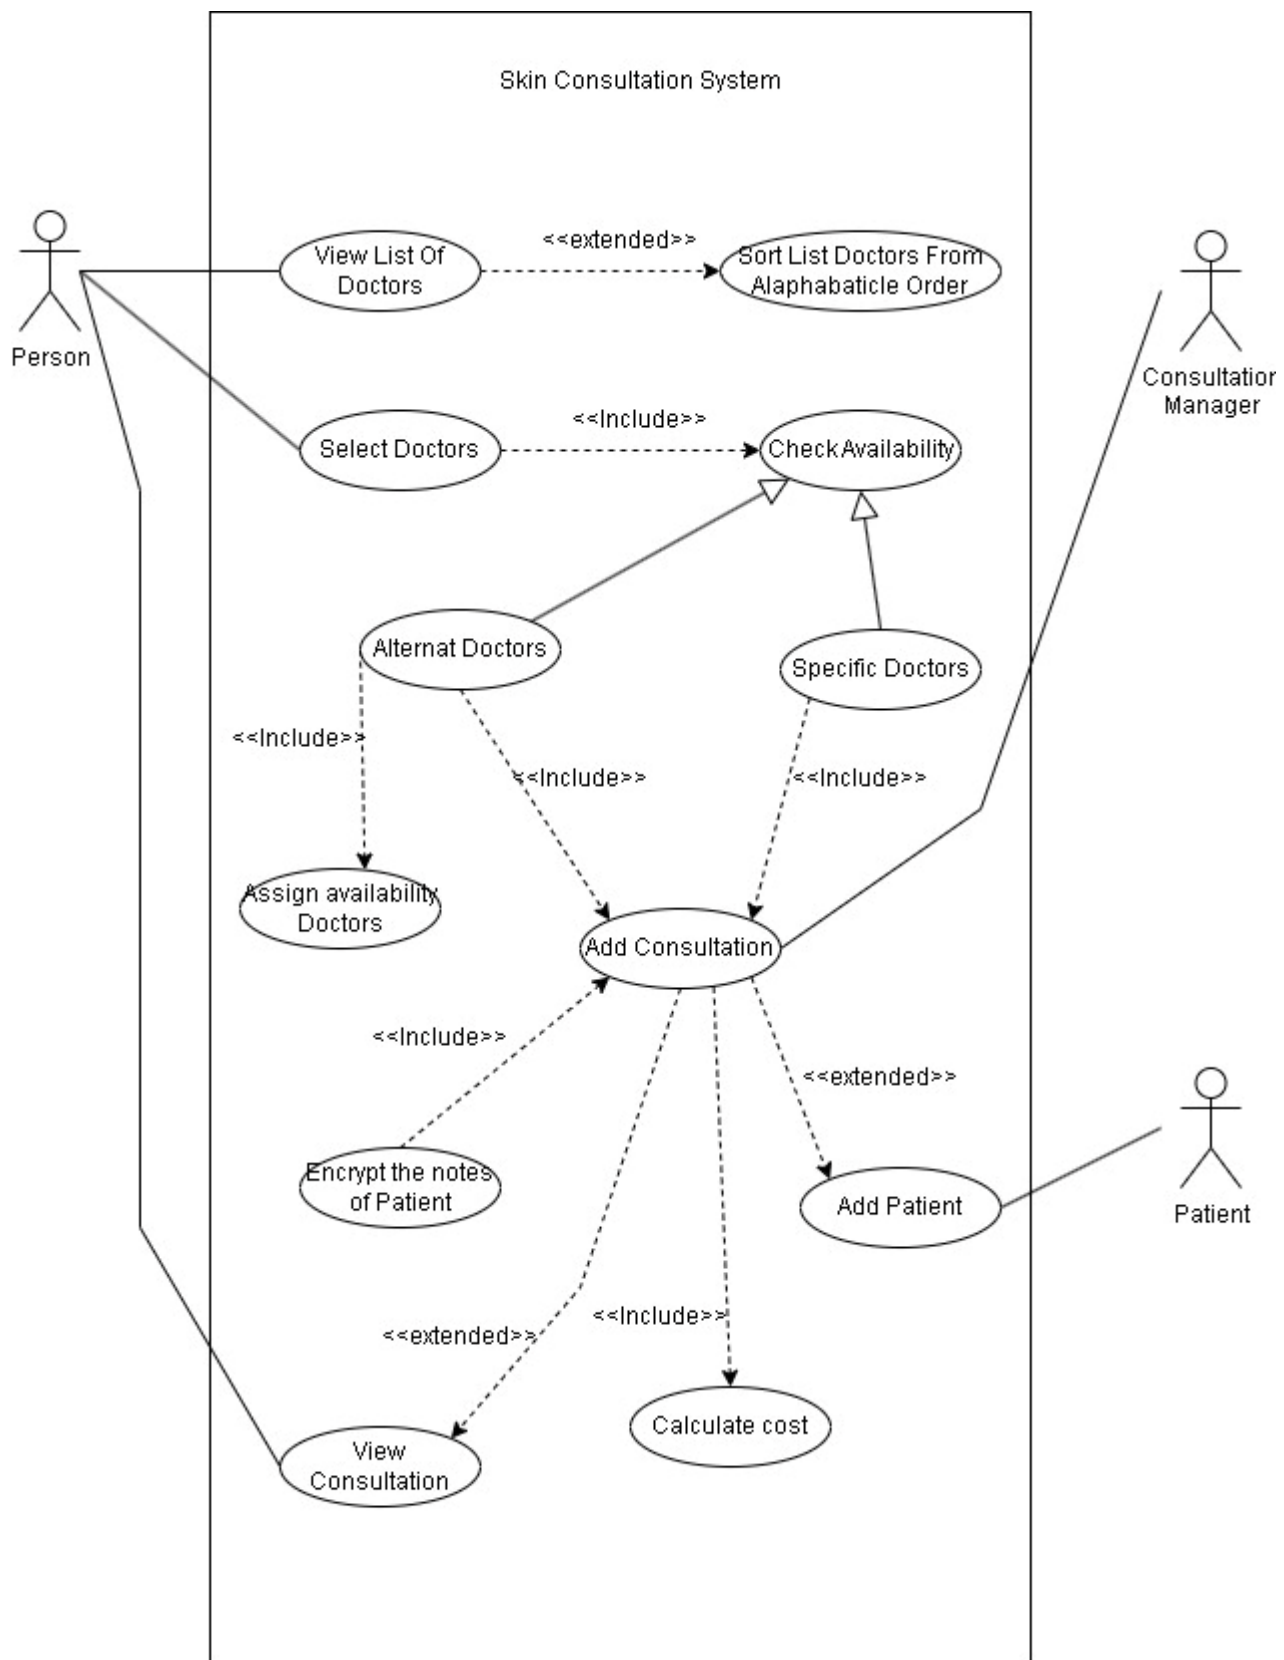 Skin Consultation System
<<extended>>
View List Of
Doctors
Sort List Doctors From
Alaphabaticle Order
Person
Consultation
Manager
<<Include>>
Select Doctors
Check Availability
Alternat Doctors
Specific Doctors
<<Include>>
<<Include>>
<<Include>>
Assign availability
Doctors
Add Consultation
<<Include>>
<<extended>>
Encrypt the notes
of Patient
Add Patient
Patient
<<extended>>
<<Include>>
Calculate cost
View
Consultation